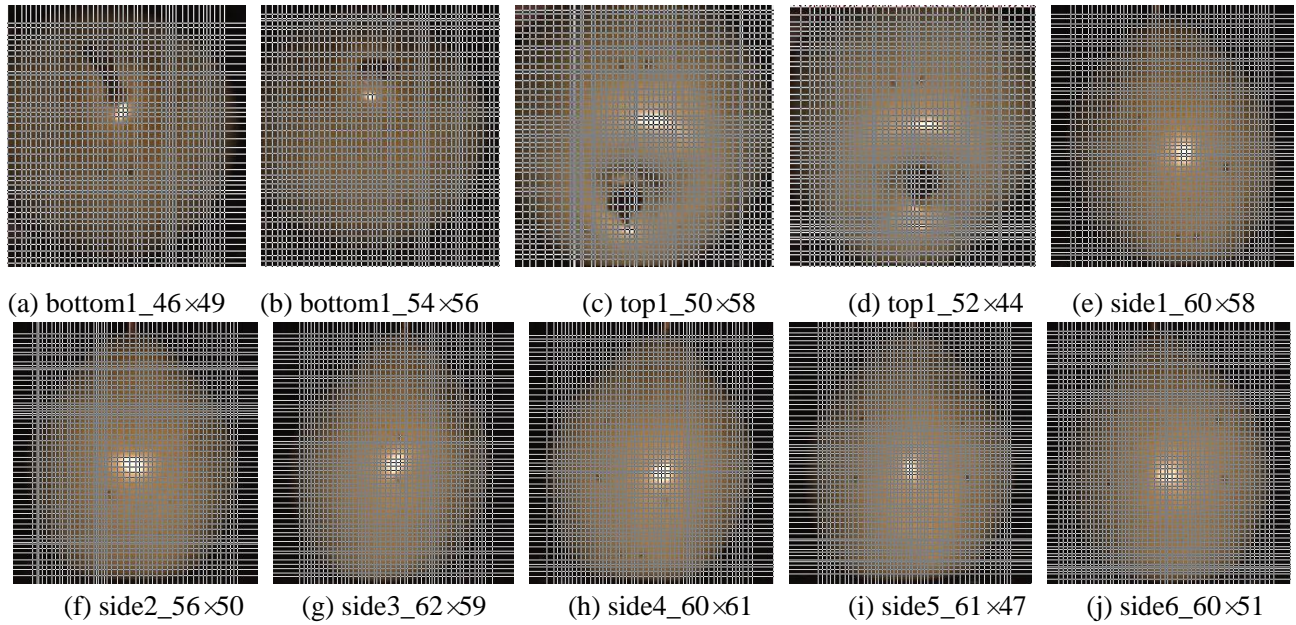 (a) bottom1_46×49 (b) bottom1_54×56 (c) top1_50×58 (d) top1_52×44 (e) side1_60×58
(f) side2_56×50 (g) side3_62×59 (h) side4_60×61 (i) side5_61×47 (j) side6_60×51